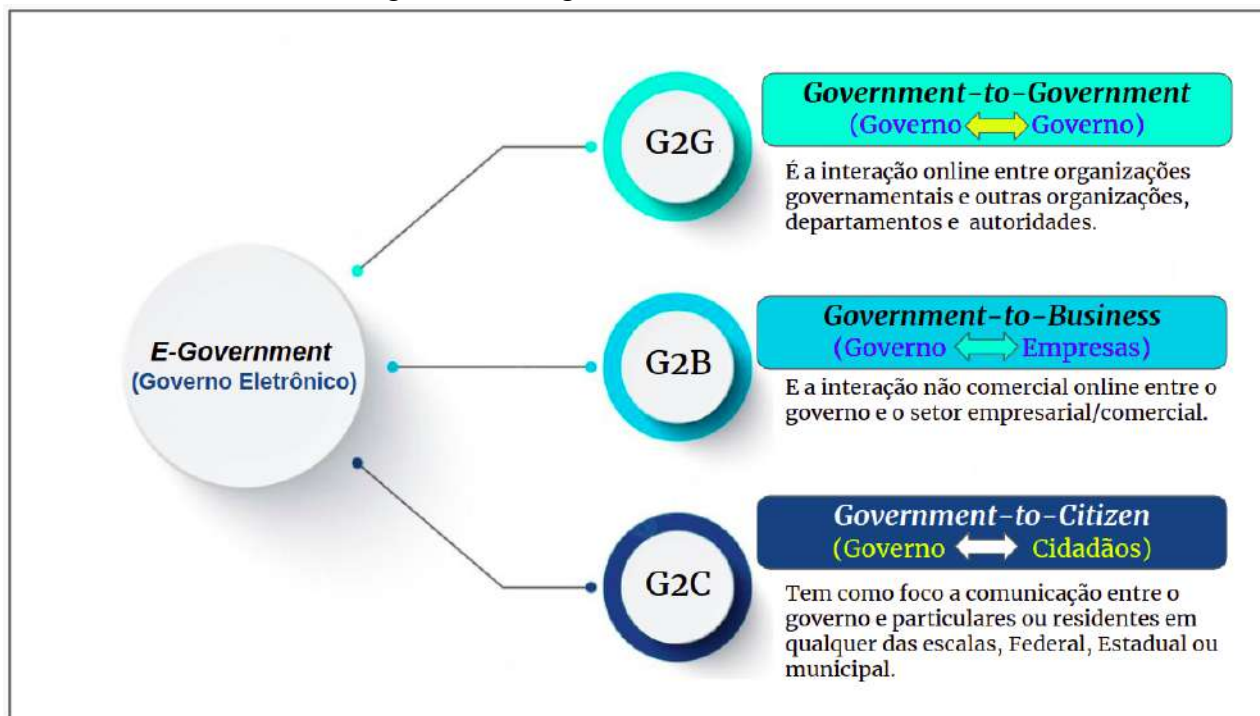 E-Government
(Governo Eletrônico)
G2G
Government-to-Government
(Governo Governo)
É a interação online entre organizações
governamentais e outras organizações,
departamentos e autoridades.
G2B
Government-to-Business
(Governo Empresas)
E a interação não comercial online entre o
governo e o setor empresarial/comercial.
G2C
Government-to-Citizen
(Governo Cidadãos)
Tem como foco a comunicação entre o
governo e particulares ou residentes em
qualquer das escalas, Federal, Estadual ou
municipal.